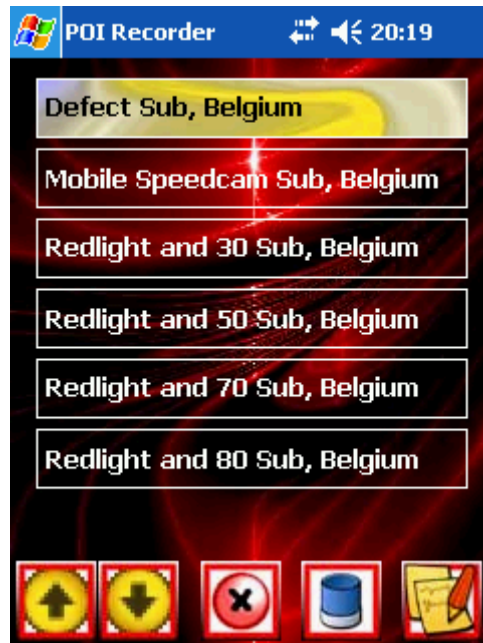 POI Recorder 20:19
Defect Sub, Belgium
Mobile Speedcam Sub, Belgium
Redlight and 30 Sub, Belgium
Redlight and 50 Sub, Belgium
Redlight and 70 Sub, Belgium
Redlight and 80 Sub, Belgium